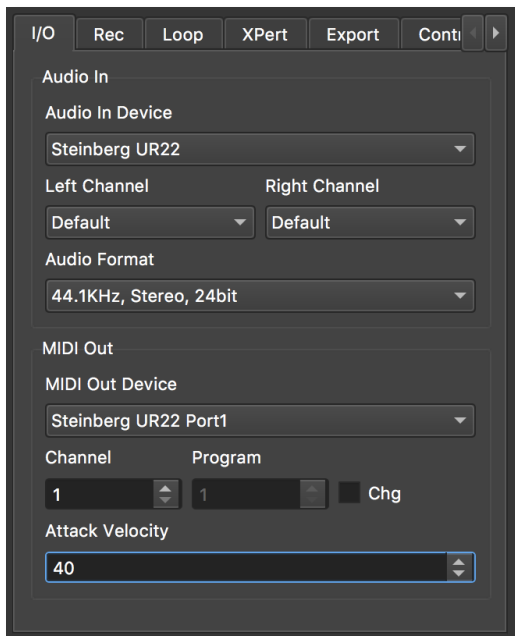 I/O Rec Loop XPert Export Contr
Audio In
Audio In Device
Steinberg UR22
Left Channel Right Channel
Default Default
Audio Format
44.1KHz, Stereo, 24bit
MIDI Out
MIDI Out Device
Steinberg UR22 Port1
Channel Program
1 1 Chg
Attack Velocity
40